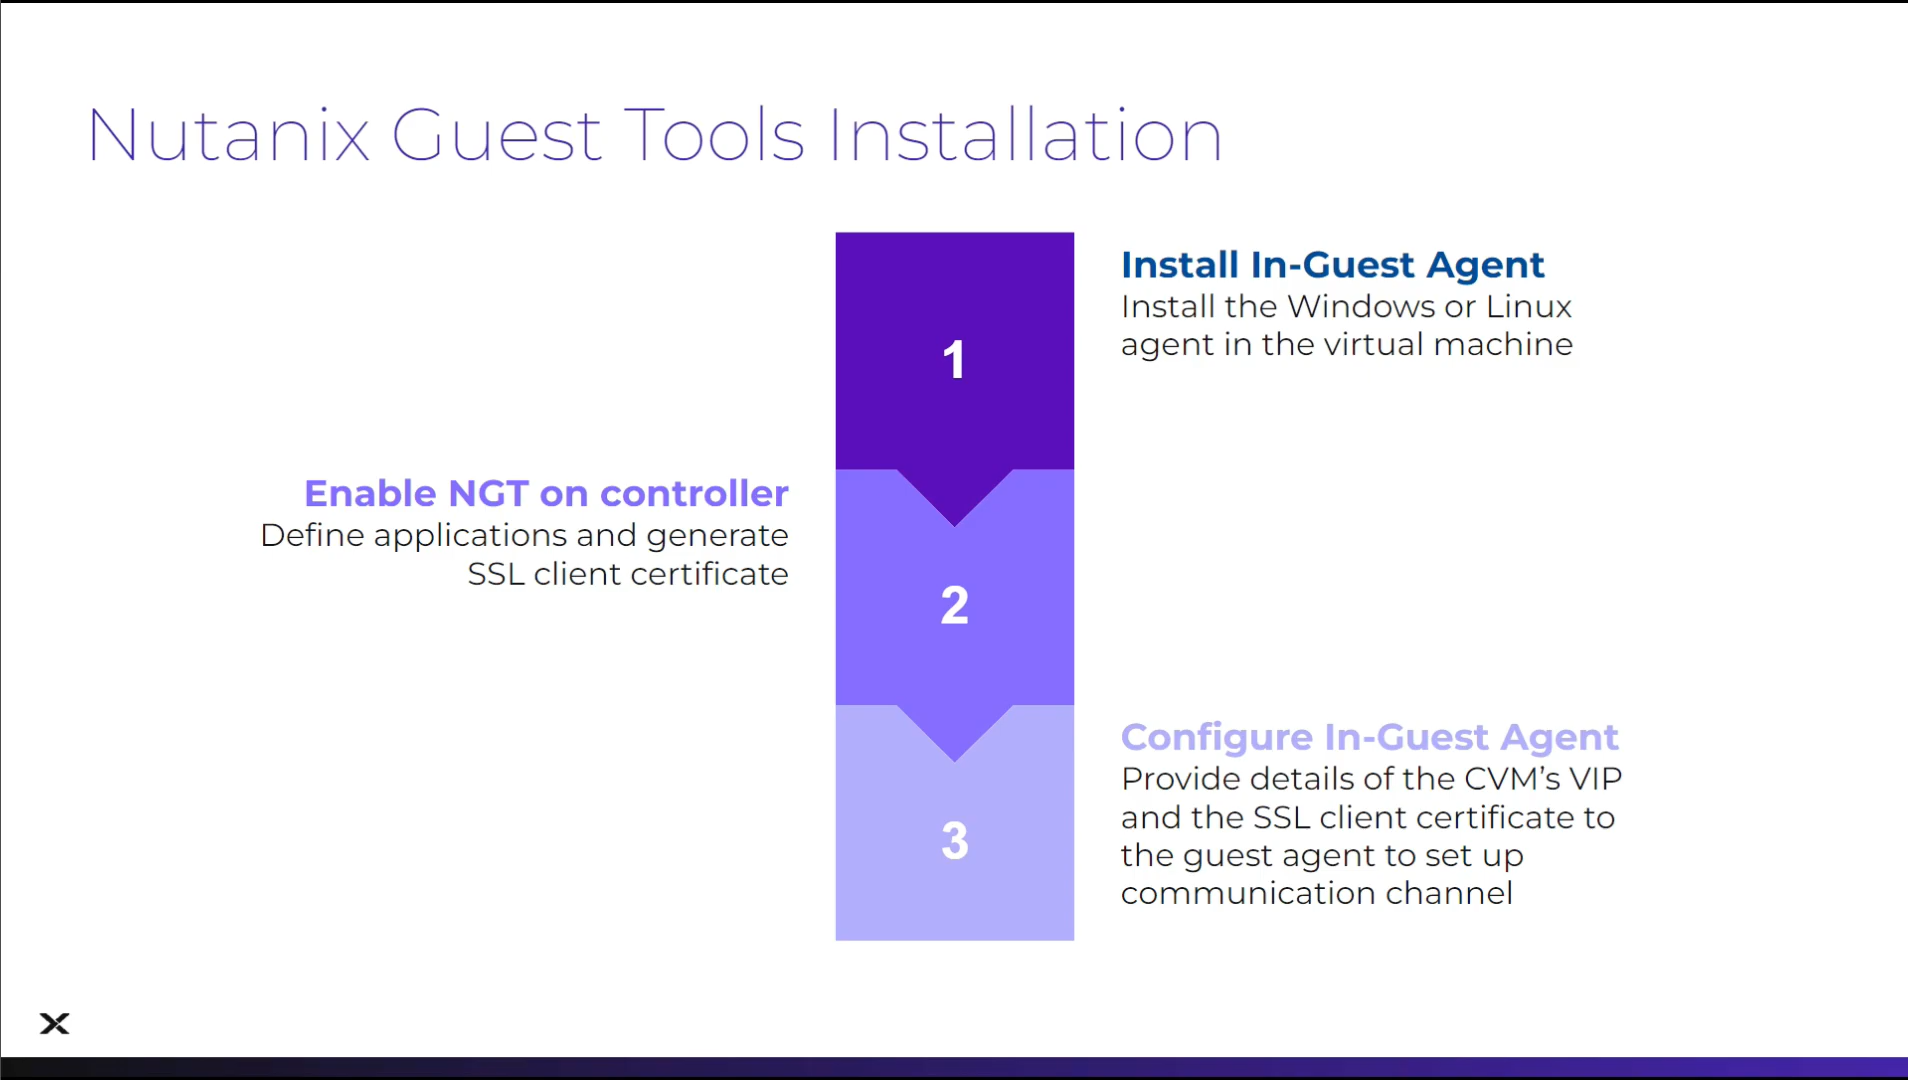 Nutanix Guest Tools Installation
1
Install In-Guest Agent
Install the Windows or Linux
agent in the virtual machine
Enable NGT on controller
Define applications and generate
SSL client certificate
2
3
Configure In-Guest Agent
Provide details of the CVM’s VIP
and the SSL client certificate to
the guest agent to set up
communication channel